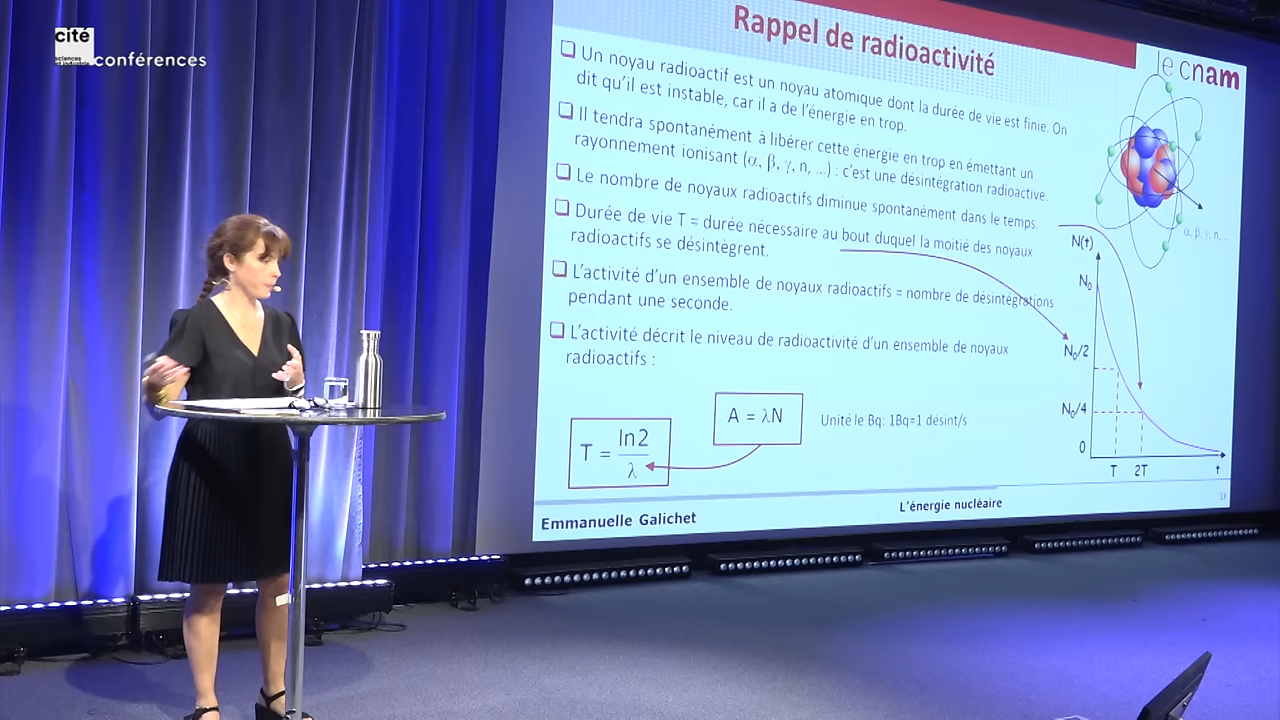 cité
sciences
et industrie
conférences
Rappel de radioactivité
le cnam
❑ Un noyau radioactif est un noyau atomique dont la durée de vie est finie. On
dit qu'il est instable, car il a de l'énergie en trop.
❑ Il tendra spontanément à libérer cette énergie en trop en émettant un
rayonnement ionisant (α, β, γ, n, ...) : c'est une désintégration radioactive.
❑ Le nombre de noyaux radioactifs diminue spontanément dans le temps.
❑ Durée de vie T = durée nécessaire au bout duquel la moitié des noyaux
radioactifs se désintègrent.
❑ L'activité d'un ensemble de noyaux radioactifs = nombre de désintégrations
pendant une seconde.
❑ L'activité décrit le niveau de radioactivité d'un ensemble de noyaux
radioactifs :
T = ln2/λ
A = λN
Unité le Bq: 1Bq=1 désint/s
α, β, γ, n, ...
N(t)
N₀
N₀/2
N₀/4
0
T
2T
t
Emmanuelle Galichet
L'énergie nucléaire
13